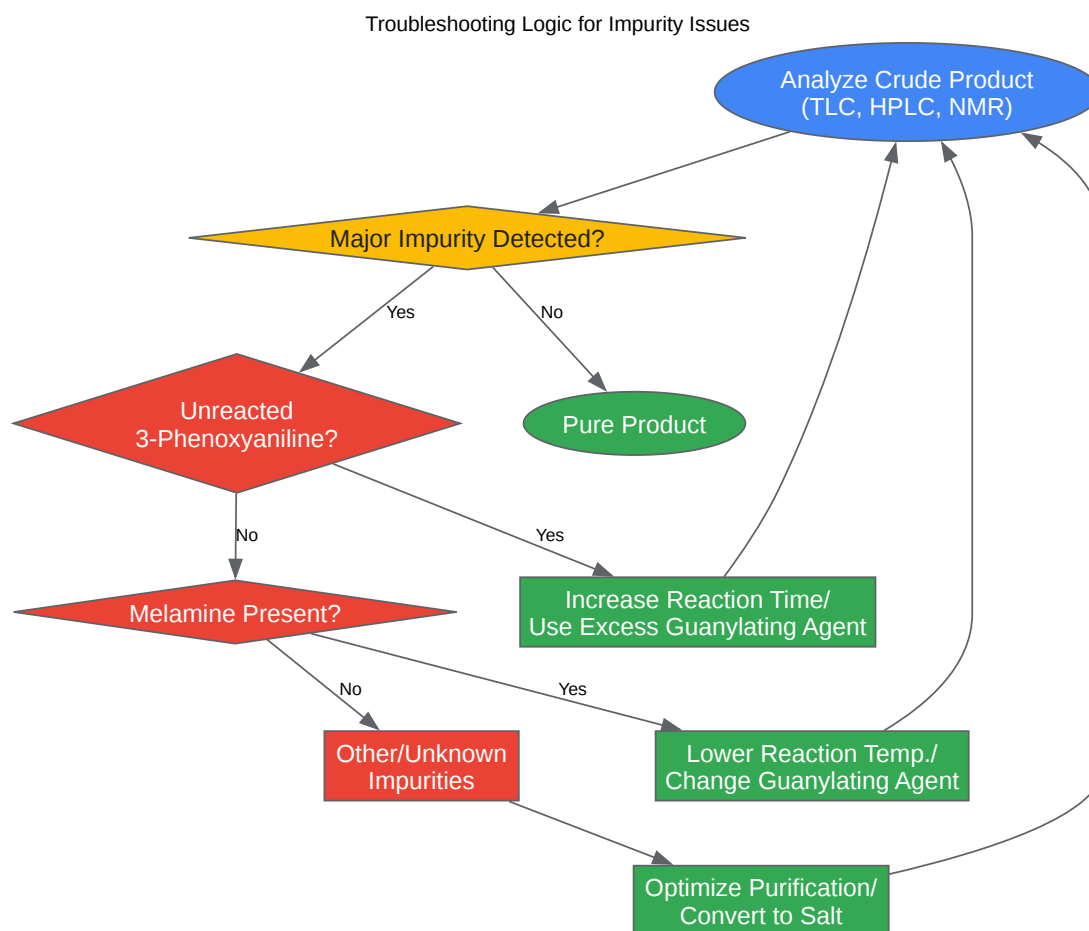 Troubleshooting Logic for Impurity Issues
Analyze Crude Product
(TLC, HPLC, NMR)
Major Impurity Detected?
Yes
No
Unreacted
3-Phenoxyaniline?
Pure Product
No
Yes
Melamine Present?
Increase Reaction Time/
Use Excess Guanylating Agent
No
Yes
Other/Unknown
Impurities
Lower Reaction Temp./
Change Guanylating Agent
Optimize Purification/
Convert to Salt